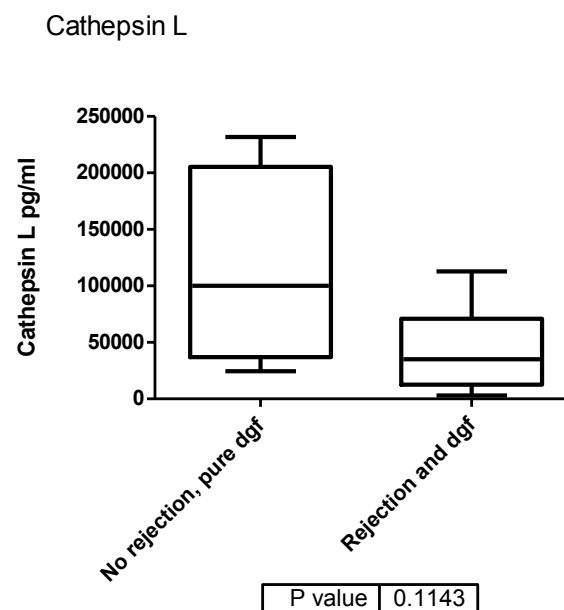 Cathepsin L
Cathepsin L pg/ml
250000
200000
150000
100000
50000
0
No rejection, pure dgf
Rejection and dgf
P value 0.1143